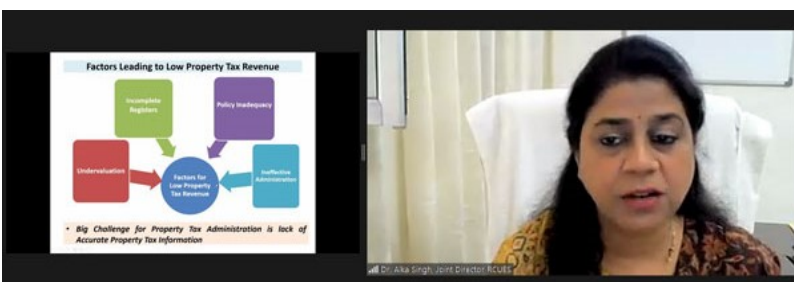 Factors Leading to Low Property Tax Revenue
Incomplete
Registers
Policy Inadequacy
Undervaluation
Factors for
Low Property
Tax Revenue
Ineffective
Administration
• Big Challenge for Property Tax Administration is lack of
Accurate Property Tax Information
Dr. Alka Singh, Joint Director, RCUES